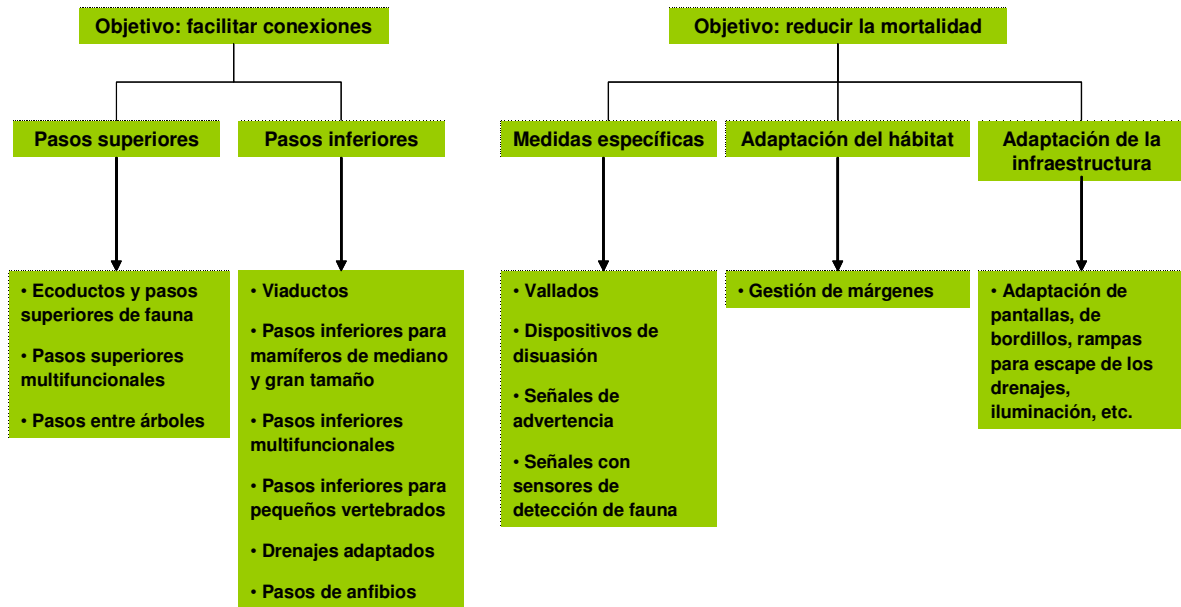 Objetivo: facilitar conexiones
Pasos superiores
• Ecoductos y pasos
superiores de fauna
• Pasos superiores
multifuncionales
• Pasos entre árboles
Pasos inferiores
• Viaductos
• Pasos inferiores para
mamíferos de mediano
y gran tamaño
• Pasos inferiores
multifuncionales
• Pasos inferiores para
pequeños vertebrados
• Drenajes adaptados
• Pasos de anfibios
Objetivo: reducir la mortalidad
Medidas específicas
• Vallados
• Dispositivos de
disuasión
• Señales de
advertencia
• Señales con
sensores de
detección de fauna
Adaptación del hábitat
• Gestión de márgenes
Adaptación de la
infraestructura
• Adaptación de
pantallas, de
bordillos, rampas
para escape de los
drenajes,
iluminación, etc.